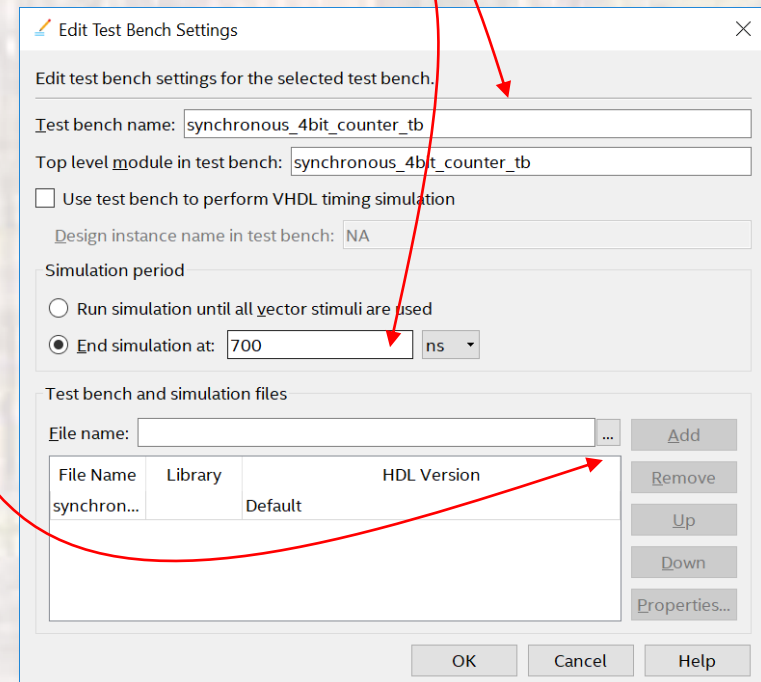 Edit Test Bench Settings
Edit test bench settings for the selected test bench.
Test bench name: synchronous_4bit_counter_tb
Top level module in test bench: synchronous_4bit_counter_tb
Use test bench to perform VHDL timing simulation
Design instance name in test bench: NA
Simulation period
Run simulation until all vector stimuli are used
End simulation at: 700 ns
Test bench and simulation files
File name: ... Add
File Name Library HDL Version Remove
synchron... Default
Up
Down
Properties...
OK Cancel Help